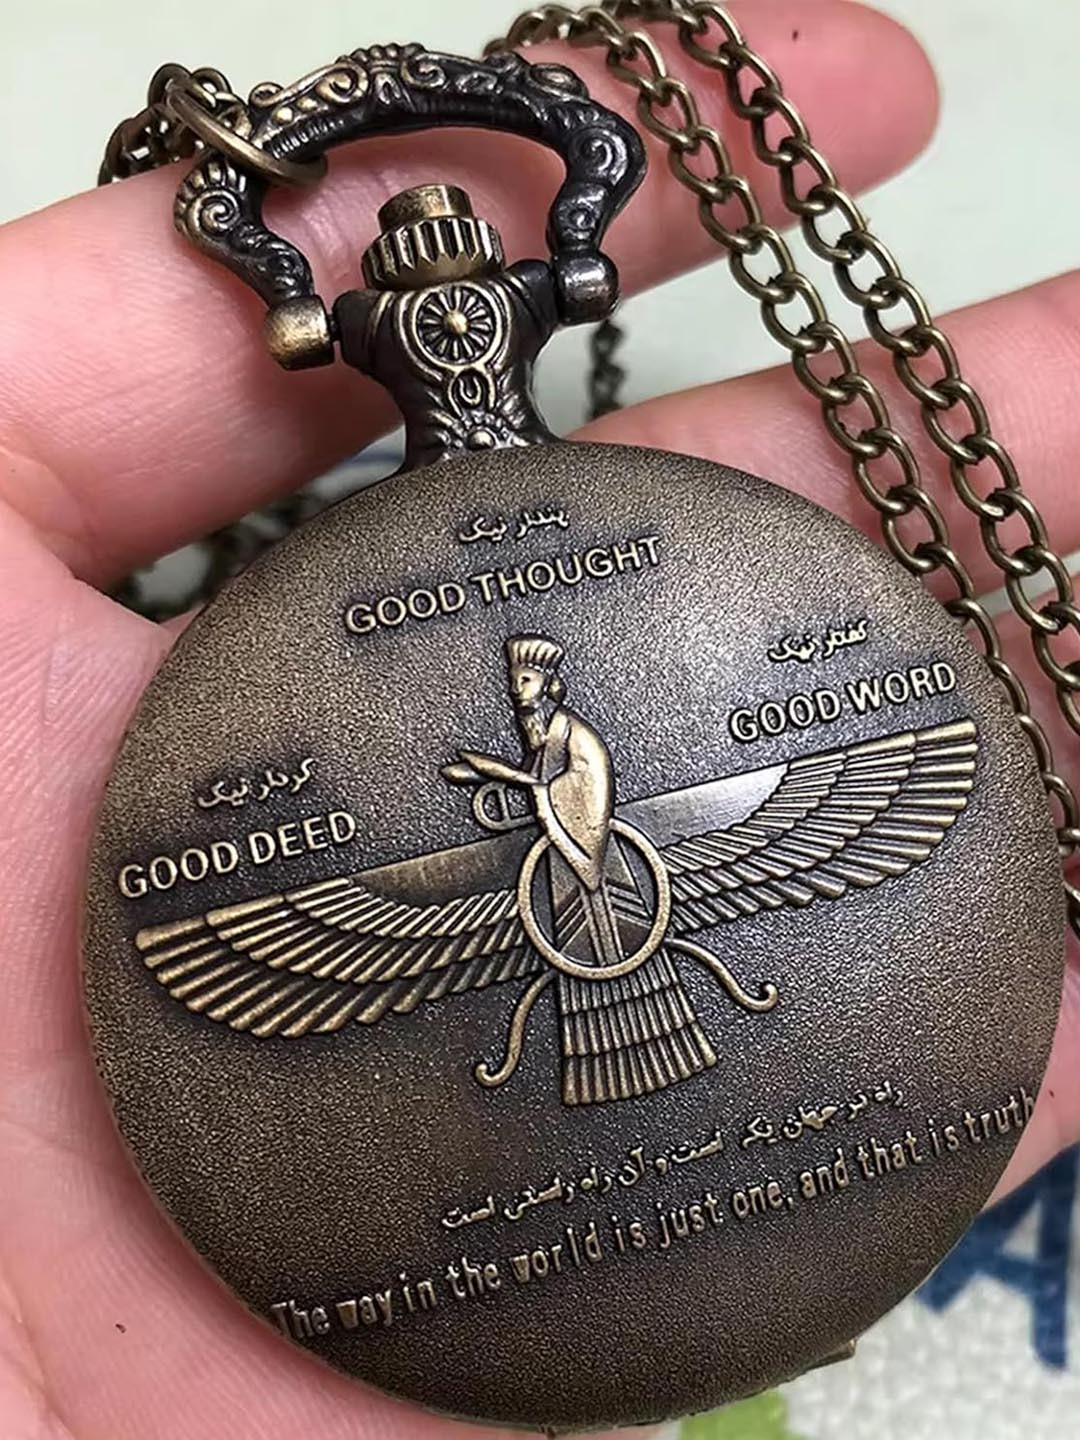 پندار نیک
GOOD THOUGHT
گفتار نیک
GOOD WORD
کردار نیک
GOOD DEED
راه در جهان یک است و آن راه راستی است
The way in the world is just one, and that is truth